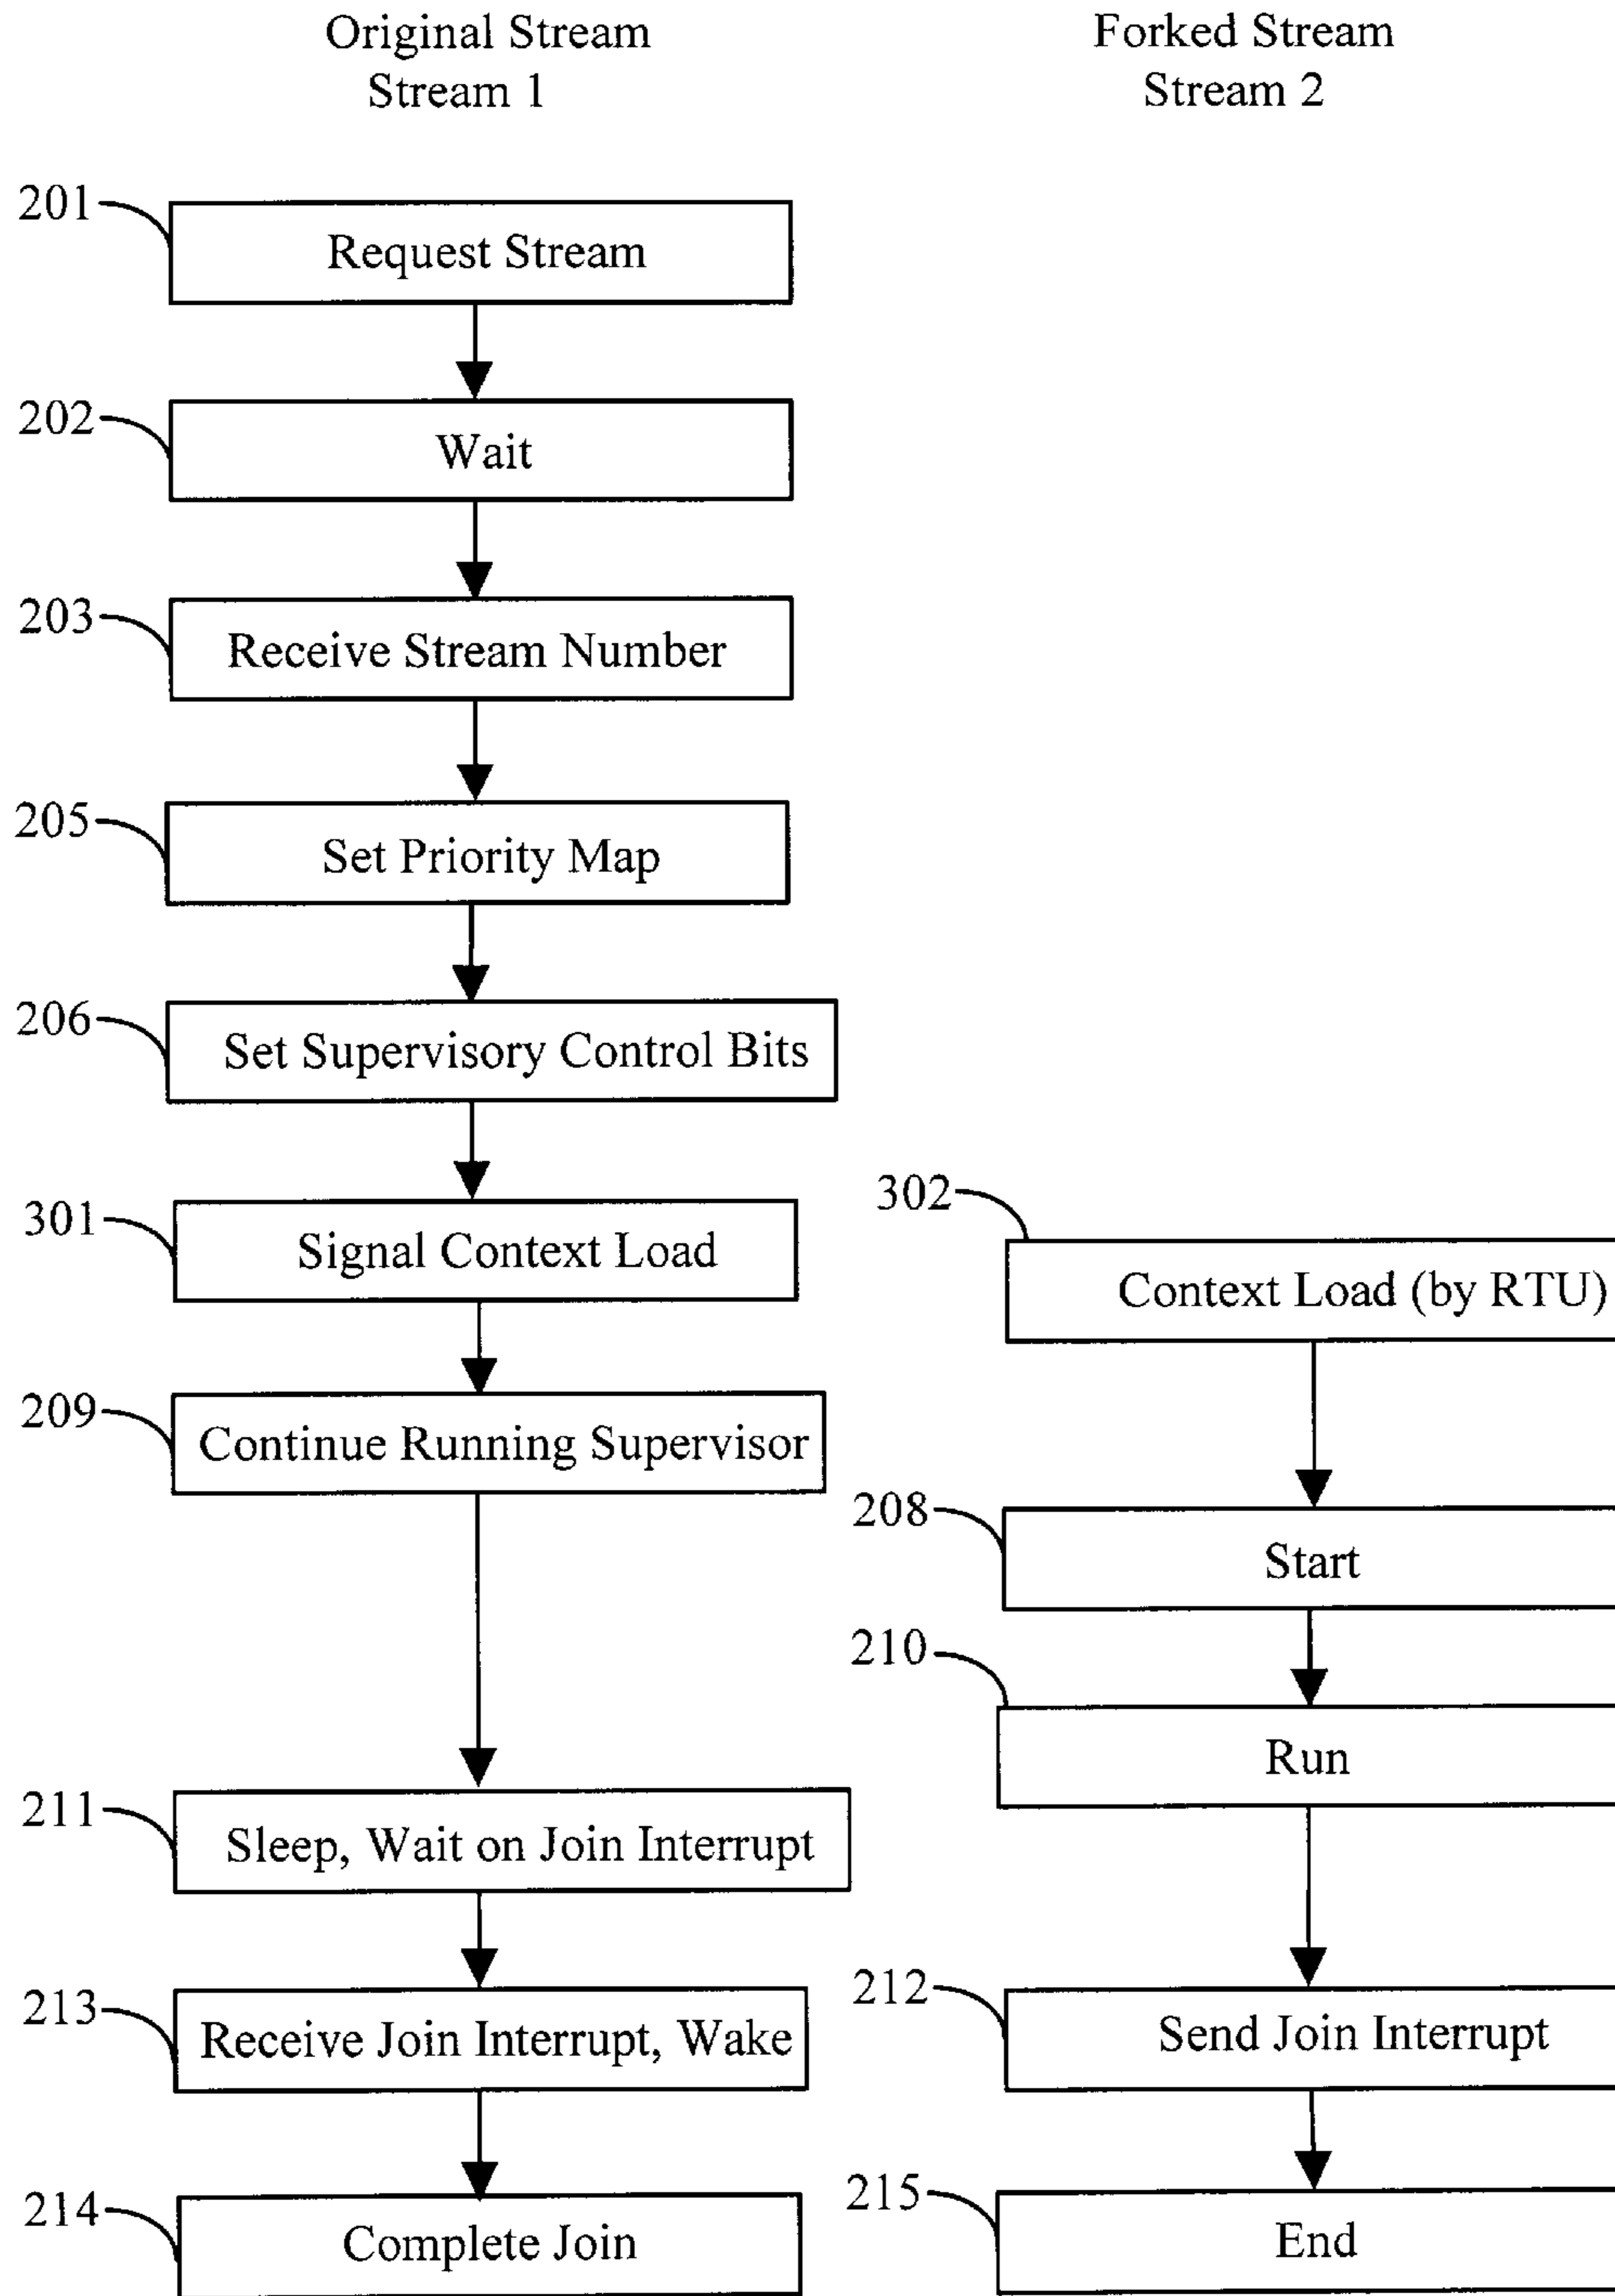 Original Stream
Stream 1
Forked Stream
Stream 2
201
Request Stream
202
Wait
203
Receive Stream Number
205
Set Priority Map
206
Set Supervisory Control Bits
301
Signal Context Load
302
Context Load (by RTU)
209
Continue Running Supervisor
208
Start
210
Run
211
Sleep, Wait on Join Interrupt
213
Receive Join Interrupt, Wake
212
Send Join Interrupt
214
Complete Join
215
End